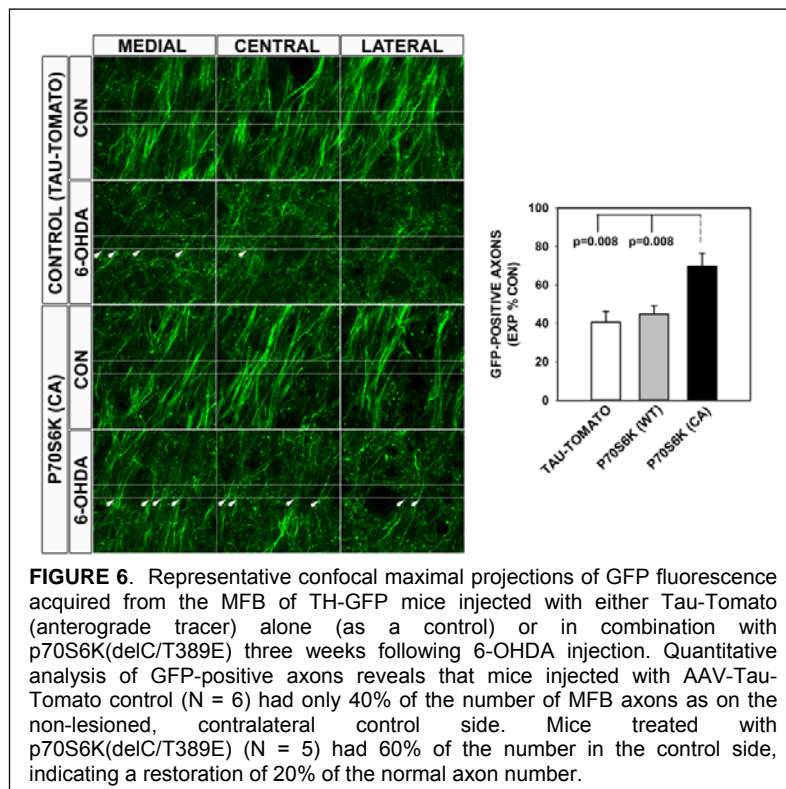 MEDIAL CENTRAL LATERAL
CONTROL (TAU-TOMATO)
CON
6-OHDA
P70S6K (CA)
CON
6-OHDA
GFP-POSITIVE AXONS
(EXP % CON)
100
80
60
40
20
0
p=0.008 p=0.008
TAU-TOMATO
P70S6K (WT)
P70S6K (CA)
FIGURE 6. Representative confocal maximal projections of GFP fluorescence
acquired from the MFB of TH-GFP mice injected with either Tau-Tomato
(anterograde tracer) alone (as a control) or in combination with
p70S6K(delC/T389E) three weeks following 6-OHDA injection. Quantitative
analysis of GFP-positive axons reveals that mice injected with AAV-Tau-
Tomato control (N = 6) had only 40% of the number of MFB axons as on the
non-lesioned, contralateral control side. Mice treated with
p70S6K(delC/T389E) (N = 5) had 60% of the number in the control side,
indicating a restoration of 20% of the normal axon number.